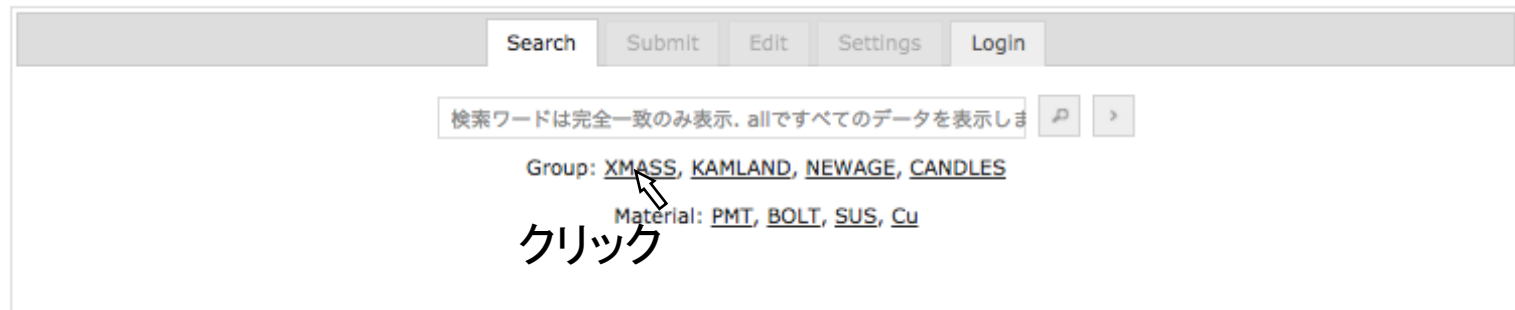 Search Submit Edit Settings Login
検索ワードは完全一致のみ表示. allですべてのデータを表示しま
Group: XMASS, KAMLAND, NEWAGE, CANDLES
Material: PMT, BOLT, SUS, Cu
クリック